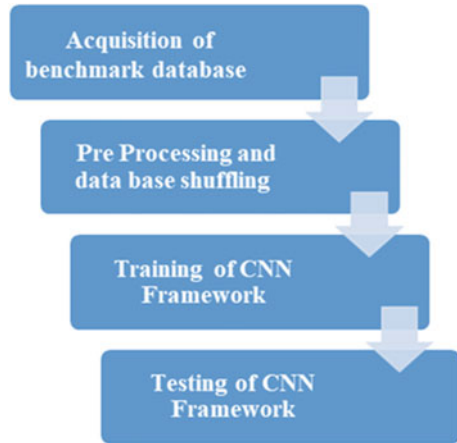 Acquisition of
benchmark database
Pre Processing and
data base shuffling
Training of CNN
Framework
Testing of CNN
Framework